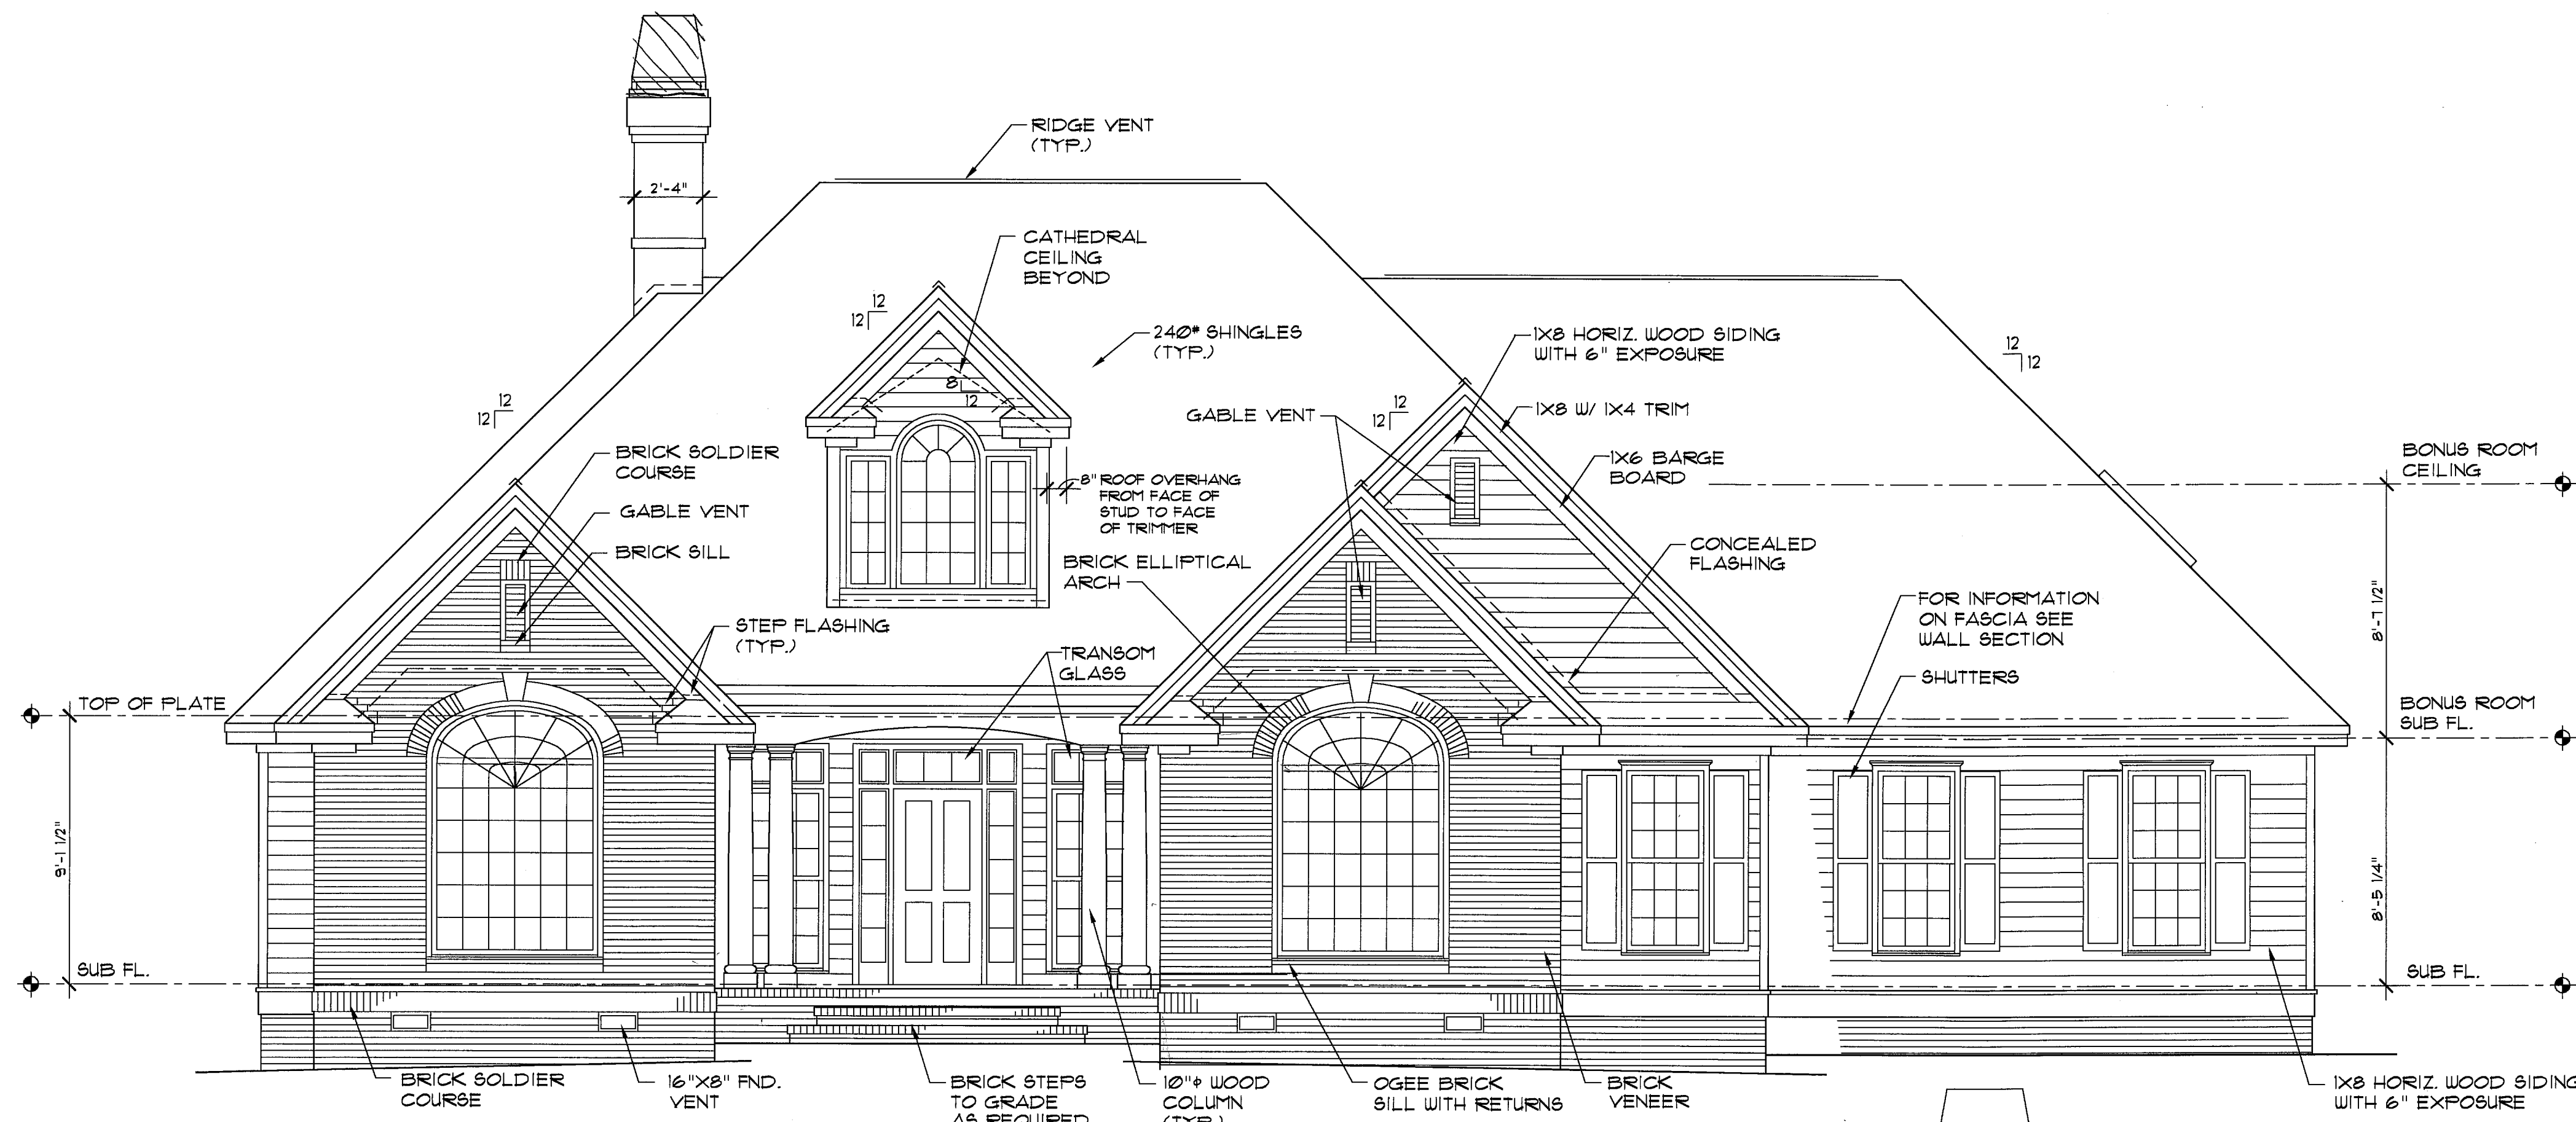 RIDGE VENT
(TYP.)
2'-4"
CATHEDRAL
CEILING
BEYOND
12
12
240# SHINGLES
(TYP.)
1X8 HORIZ. WOOD SIDING
WITH 6" EXPOSURE
12
12
8
12
12
12
GABLE VENT
12
12
1X8 W/ 1X4 TRIM
BRICK SOLDIER
COURSE
1X6 BARGE
BOARD
BONUS ROOM
CEILING
8" ROOF OVERHANG
FROM FACE OF
STUD TO FACE
OF TRIMMER
GABLE VENT
BRICK SILL
BRICK ELLIPTICAL
ARCH
CONCEALED
FLASHING
STEP FLASHING
(TYP.)
TRANSOM
GLASS
FOR INFORMATION
ON FASCIA SEE
WALL SECTION
8'-7 1/2"
SHUTTERS
TOP OF PLATE
BONUS ROOM
SUB FL.
9'-1 1/2"
8'-5 1/4"
SUB FL.
SUB FL.
BRICK SOLDIER
COURSE
16"X8" FND.
VENT
BRICK STEPS
TO GRADE
AS REQUIRED
10"ϕ WOOD
COLUMN
(TYP.)
OGEE BRICK
SILL WITH RETURNS
BRICK
VENEER
1X8 HORIZ. WOOD SIDING
WITH 6" EXPOSURE